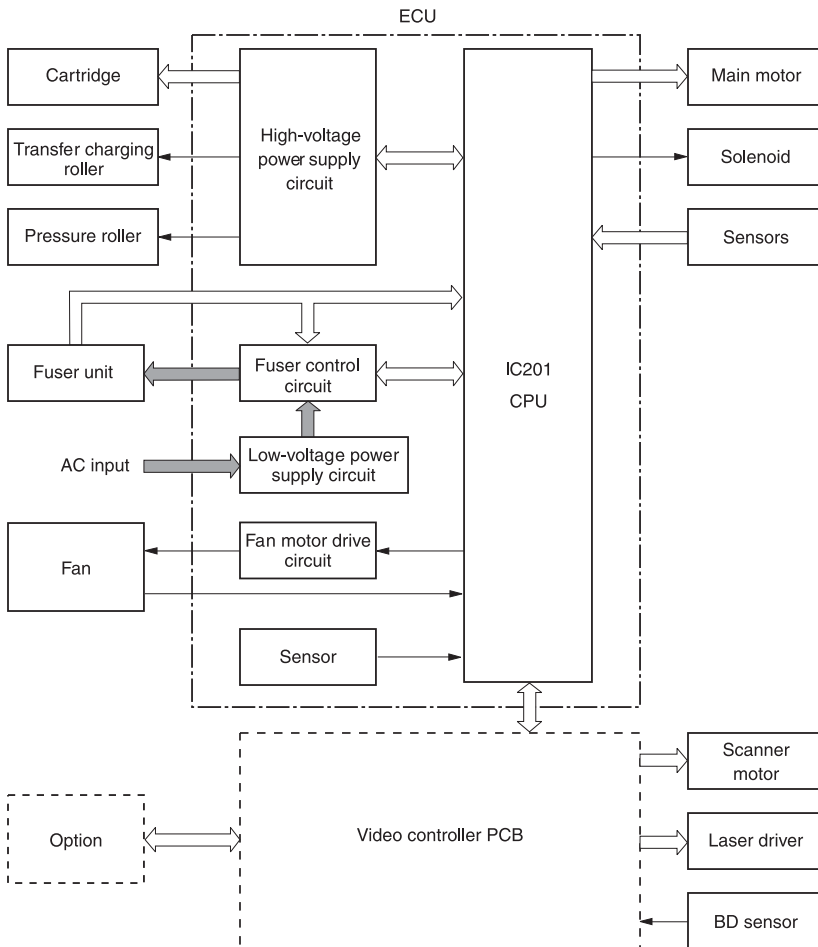 ECU
Cartridge
Transfer charging
roller
Pressure roller
High-voltage
power supply
circuit
Main motor
Solenoid
Sensors
IC201
CPU
Fuser unit
Fuser control
circuit
AC input
Low-voltage power
supply circuit
Fan
Fan motor drive
circuit
Sensor
Option
Video controller PCB
Scanner
motor
Laser driver
BD sensor